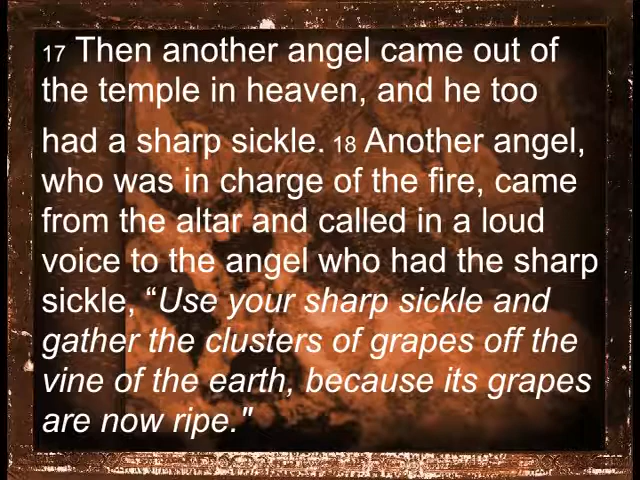 17 Then another angel came out of
the temple in heaven, and he too
had a sharp sickle. 18 Another angel,
who was in charge of the fire, came
from the altar and called in a loud
voice to the angel who had the sharp
sickle, “Use your sharp sickle and
gather the clusters of grapes off the
vine of the earth, because its grapes
are now ripe."